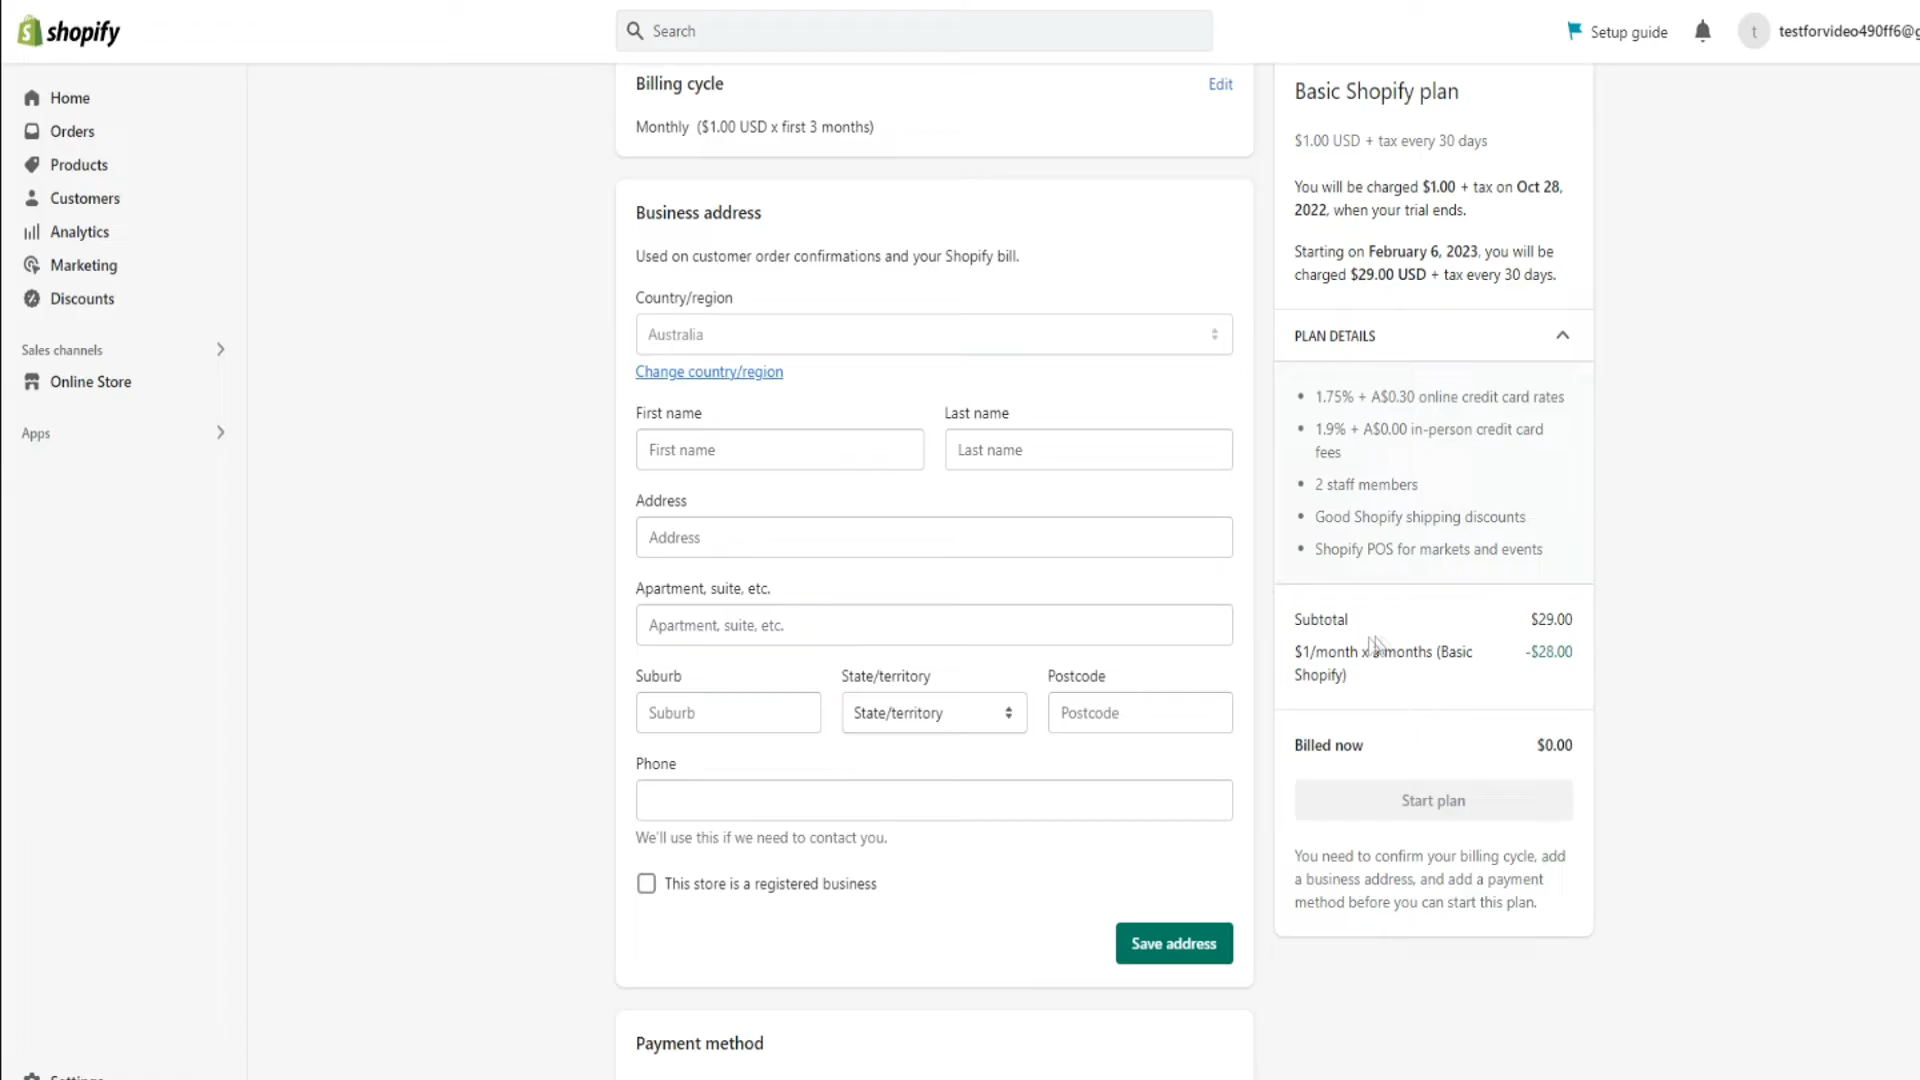 shopify
Search
Setup guide
t
testforvideo490ff6@g
Home
Orders
Products
Customers
Analytics
Marketing
Discounts
Sales channels
Online Store
Apps
Billing cycle
Edit
Monthly ($1.00 USD x first 3 months)
Business address
Used on customer order confirmations and your Shopify bill.
Country/region
Australia
Change country/region
First name
Last name
First name
Last name
Address
Address
Apartment, suite, etc.
Apartment, suite, etc.
Suburb
State/territory
Postcode
Suburb
State/territory
Postcode
Phone
We'll use this if we need to contact you.
This store is a registered business
Save address
Payment method
Basic Shopify plan
$1.00 USD + tax every 30 days
You will be charged $1.00 + tax on Oct 28,
2022, when your trial ends.
Starting on February 6, 2023, you will be
charged $29.00 USD + tax every 30 days.
PLAN DETAILS
1.75% + A$0.30 online credit card rates
1.9% + A$0.00 in-person credit card
fees
2 staff members
Good Shopify shipping discounts
Shopify POS for markets and events
Subtotal
$29.00
$1/month x months (Basic
Shopify)
-$28.00
Billed now
$0.00
Start plan
You need to confirm your billing cycle, add
a business address, and add a payment
method before you can start this plan.